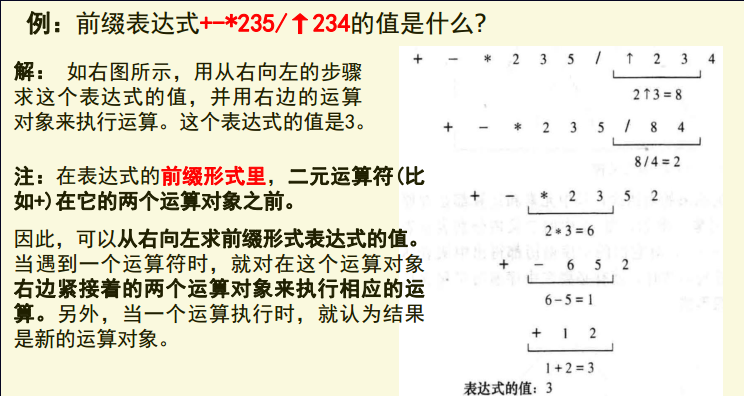 例：前缀表达式+-*235/↑234的值是什么？
解： 如右图所示，用从右向左的步骤
求这个表达式的值，并用右边的运算
对象来执行运算。这个表达式的值是3。
注：在表达式的前缀形式里，二元运算符(比
如+)在它的两个运算对象之前。
因此，可以从右向左求前缀形式表达式的值。
当遇到一个运算符时，就对在这个运算对象
右边紧接着的两个运算对象来执行相应的运
算。另外，当一个运算执行时，就认为结果
是新的运算对象。
+ - * 2 3 5 / ↑ 2 3 4
2↑3=8
+ - * 2 3 5 / 8 4
8/4=2
+ - * 2 3 5 2
2*3=6
+ - 6 5 2
6-5=1
+ 1 2
1+2=3
表达式的值：3